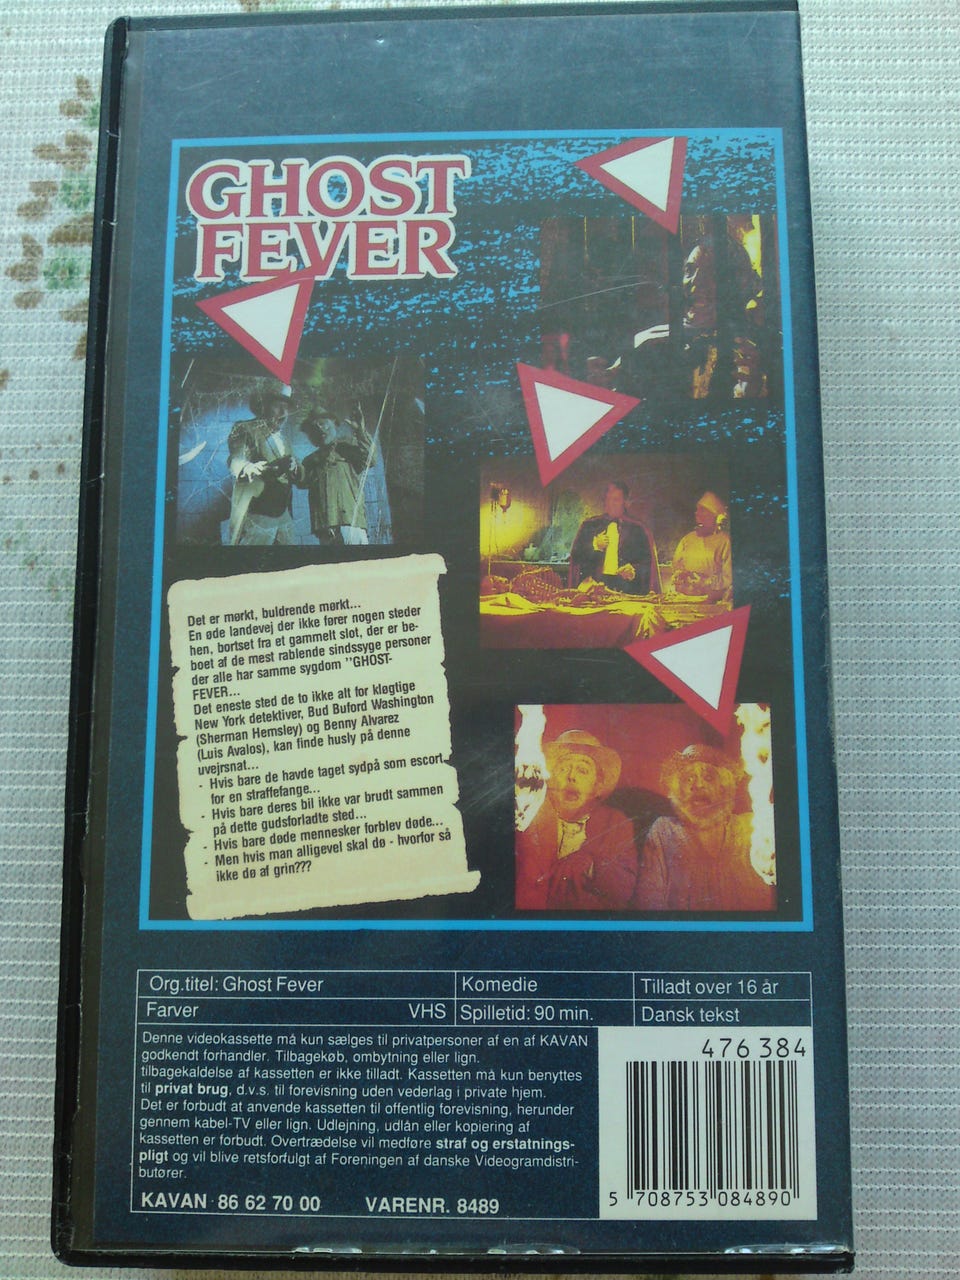 GHOST
FEVER
Det er mørkt, buldrende mørkt...
En øde landevej der ikke fører nogen steder
hen, bortset fra et gammelt slot, der er be-
boet af de mest rablende sindssyge personer
der alle har samme sygdom "GHOST-
FEVER...
Det eneste sted de to ikke alt for kløgtige
New York detektiver, Bud Buford Washington
(Sherman Hemsley) og Benny Alvarez
(Luis Avalos), kan finde husly på denne
uvejrsnat...
- Hvis bare de havde taget sydpå som escort
for en straffefange...
- Hvis bare deres bil ikke var brudt sammen
på dette gudsforladte sted...
- Hvis bare døde mennesker forblev døde...
- Men hvis man alligevel skal dø - hvorfor så
ikke dø af grin???
Org.titel: Ghost Fever Komedie Tilladt over 16 år
Farver VHS Spilletid: 90 min. Dansk tekst
Denne videokassette må kun sælges til privatpersoner af en af KAVAN
godkendt forhandler. Tilbagekøb, ombytning eller lign.
tilbagekaldelse af kassetten er ikke tilladt. Kassetten må kun benyttes
til privat brug, d.v.s. til forevisning uden vederlag i private hjem.
Det er forbudt at anvende kassetten til offentlig forevisning, herunder
gennem kabel-TV eller lign. Udlejning, udlån eller kopiering af
kassetten er forbudt. Overtrædelse vil medføre straf og erstatnings-
pligt og vil blive retsforfulgt af Foreningen af danske Videogramdistri-
butører.
KAVAN · 86 62 70 00 VARENR. 8489
476384
5 708753 084890